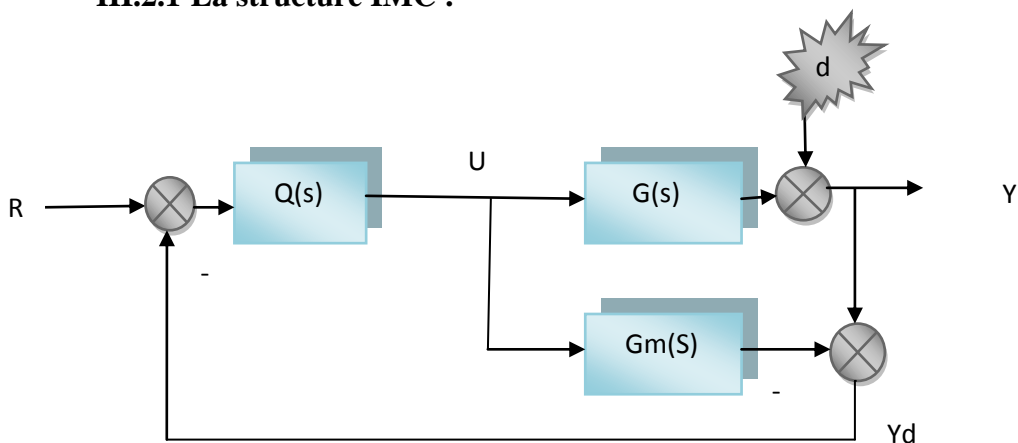 III.2.1 La structure IMC :
d
U
Q(s)
G(s)
R
Y
-
Gm(S)
-
Yd